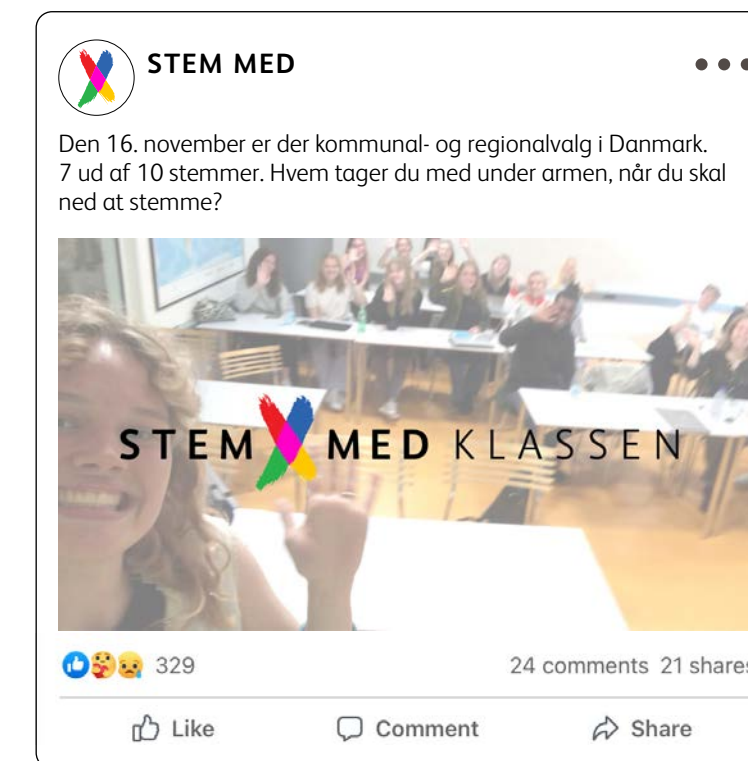 STEM MED
Den 16. november er der kommunal- og regionalvalg i Danmark.
7 ud af 10 stemmer. Hvem tager du med under armen, når du skal
ned at stemme?
STEM MED KLASSEN
329
24 comments 21 shares
Like
Comment
Share